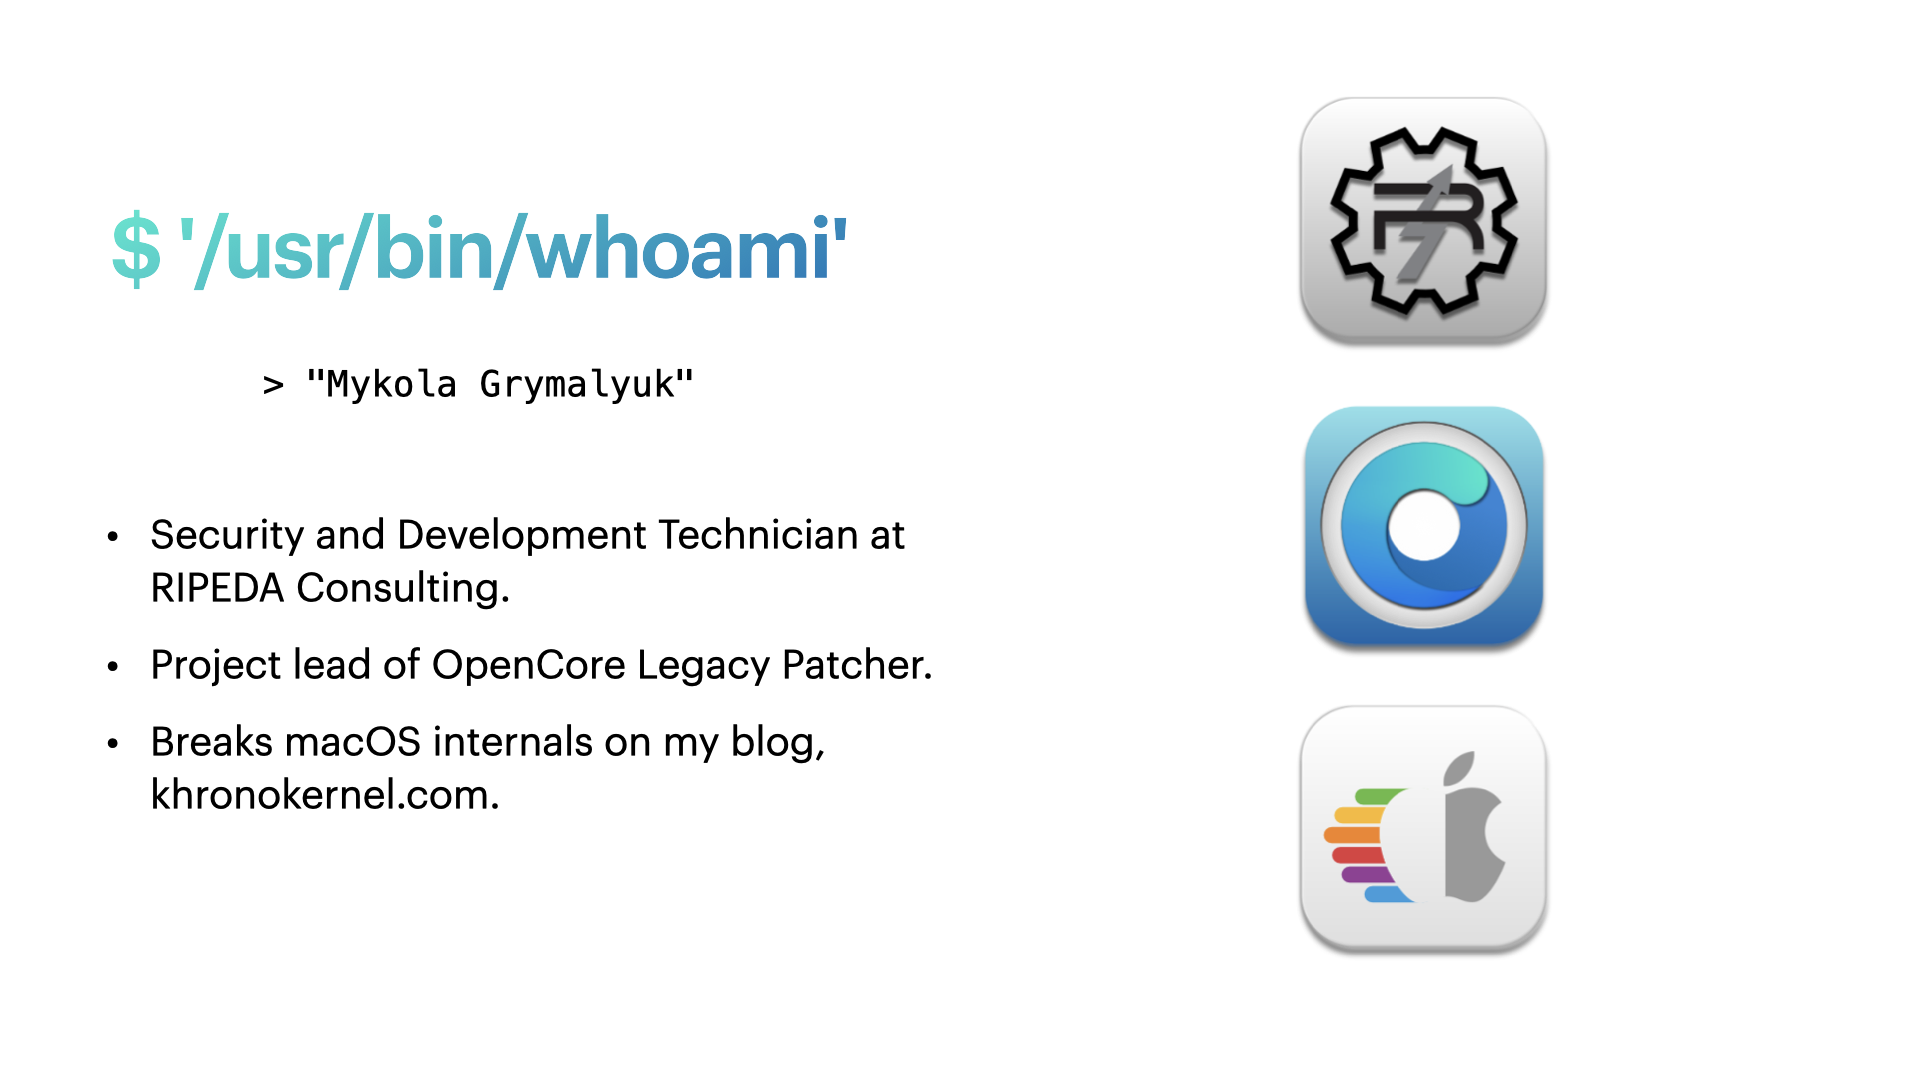 $ '/usr/bin/whoami'
> "Mykola Grymalyuk"
• Security and Development Technician at
RIPEDA Consulting.
• Project lead of OpenCore Legacy Patcher.
• Breaks macOS internals on my blog,
khronokernel.com.